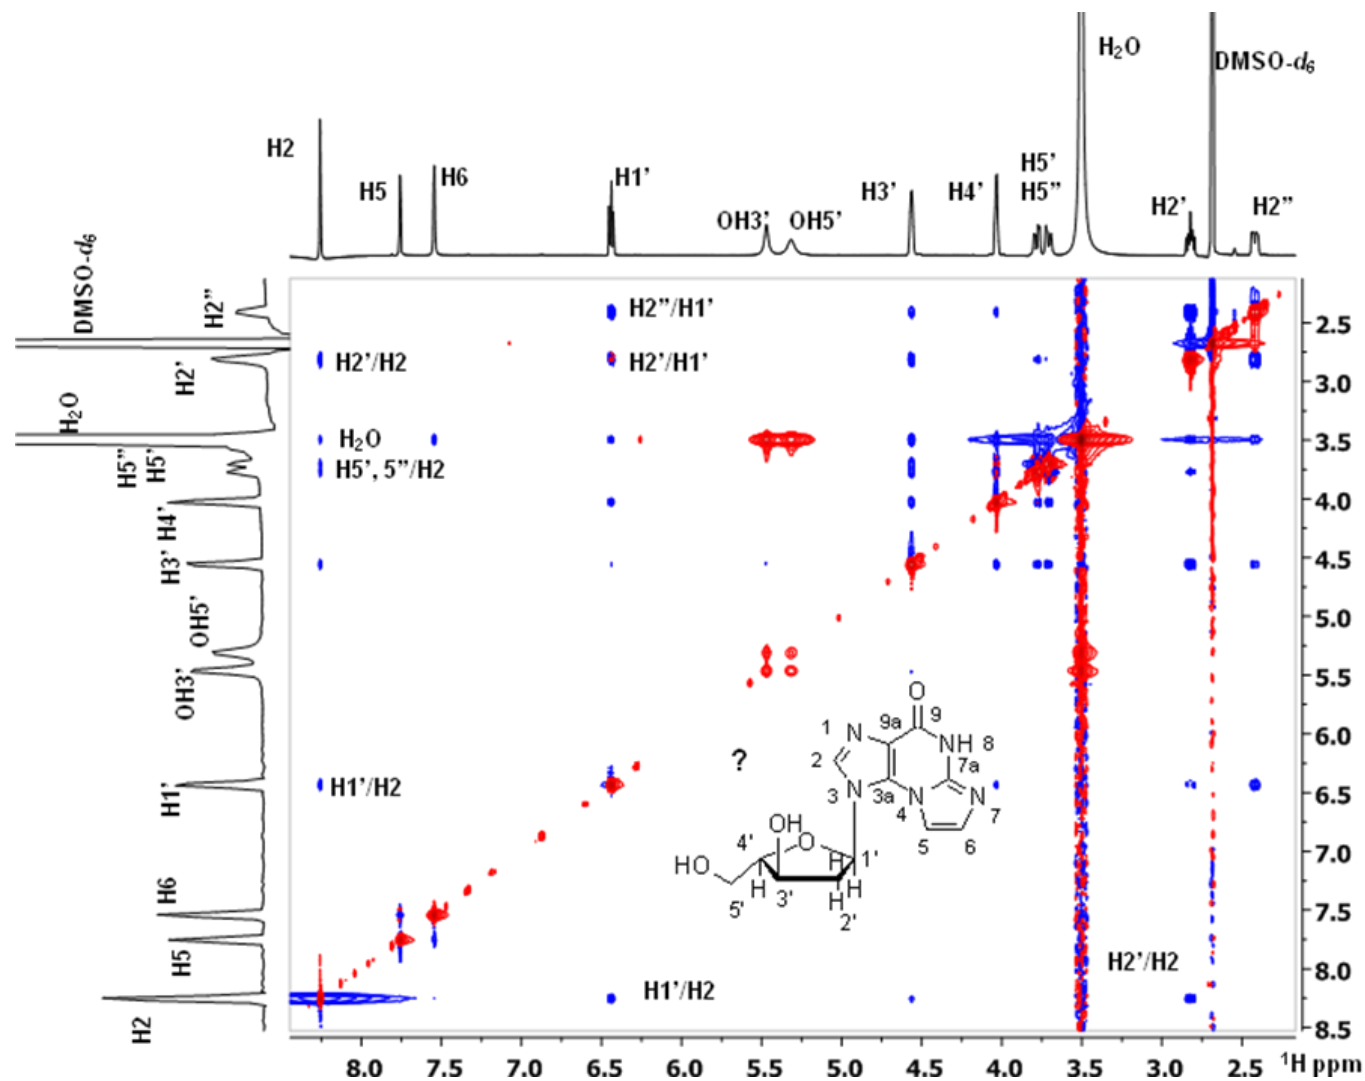 H₂O
DMSO-d₆
H2
H5
H6
H1’
OH3’
OH5’
H3’
H4’
H5’
H5”
H2’
H2”
DMSO-d₆
H2”
H2’
H₂O
H5”
H5’
H4’
H3’
OH5’
OH3’
H1’
H6
H5
H2
H2”/H1’
H2’/H2
H2’/H1’
H₂O
H5’, 5”/H2
H1’/H2
H1’/H2
H2’/H2
?
O
9
9a
1
N
NH
8
2
7a
N
3
3a
N
4
N
7
5
6
OH
O
4'
HO
H
1'
H
H
H
3'
5'
2'
2.5
3.0
3.5
4.0
4.5
5.0
5.5
6.0
6.5
7.0
7.5
8.0
8.5
8.0 7.5 7.0 6.5 6.0 5.5 5.0 4.5 4.0 3.5 3.0 2.5 ¹H ppm